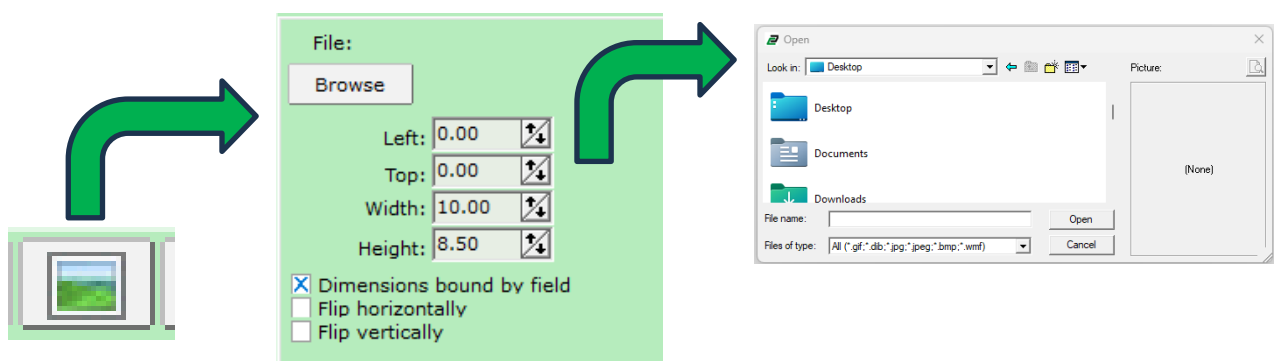 File:
Browse
Left: 0.00
Top: 0.00
Width: 10.00
Height: 8.50
Dimensions bound by field
Flip horizontally
Flip vertically
Open
Look in: Desktop
Picture:
Desktop
Documents
Downloads
(None)
File name:
Open
Files of type: All (*.gif;*.dib;*.jpg;*.jpeg;*.bmp;*.wmf)
Cancel